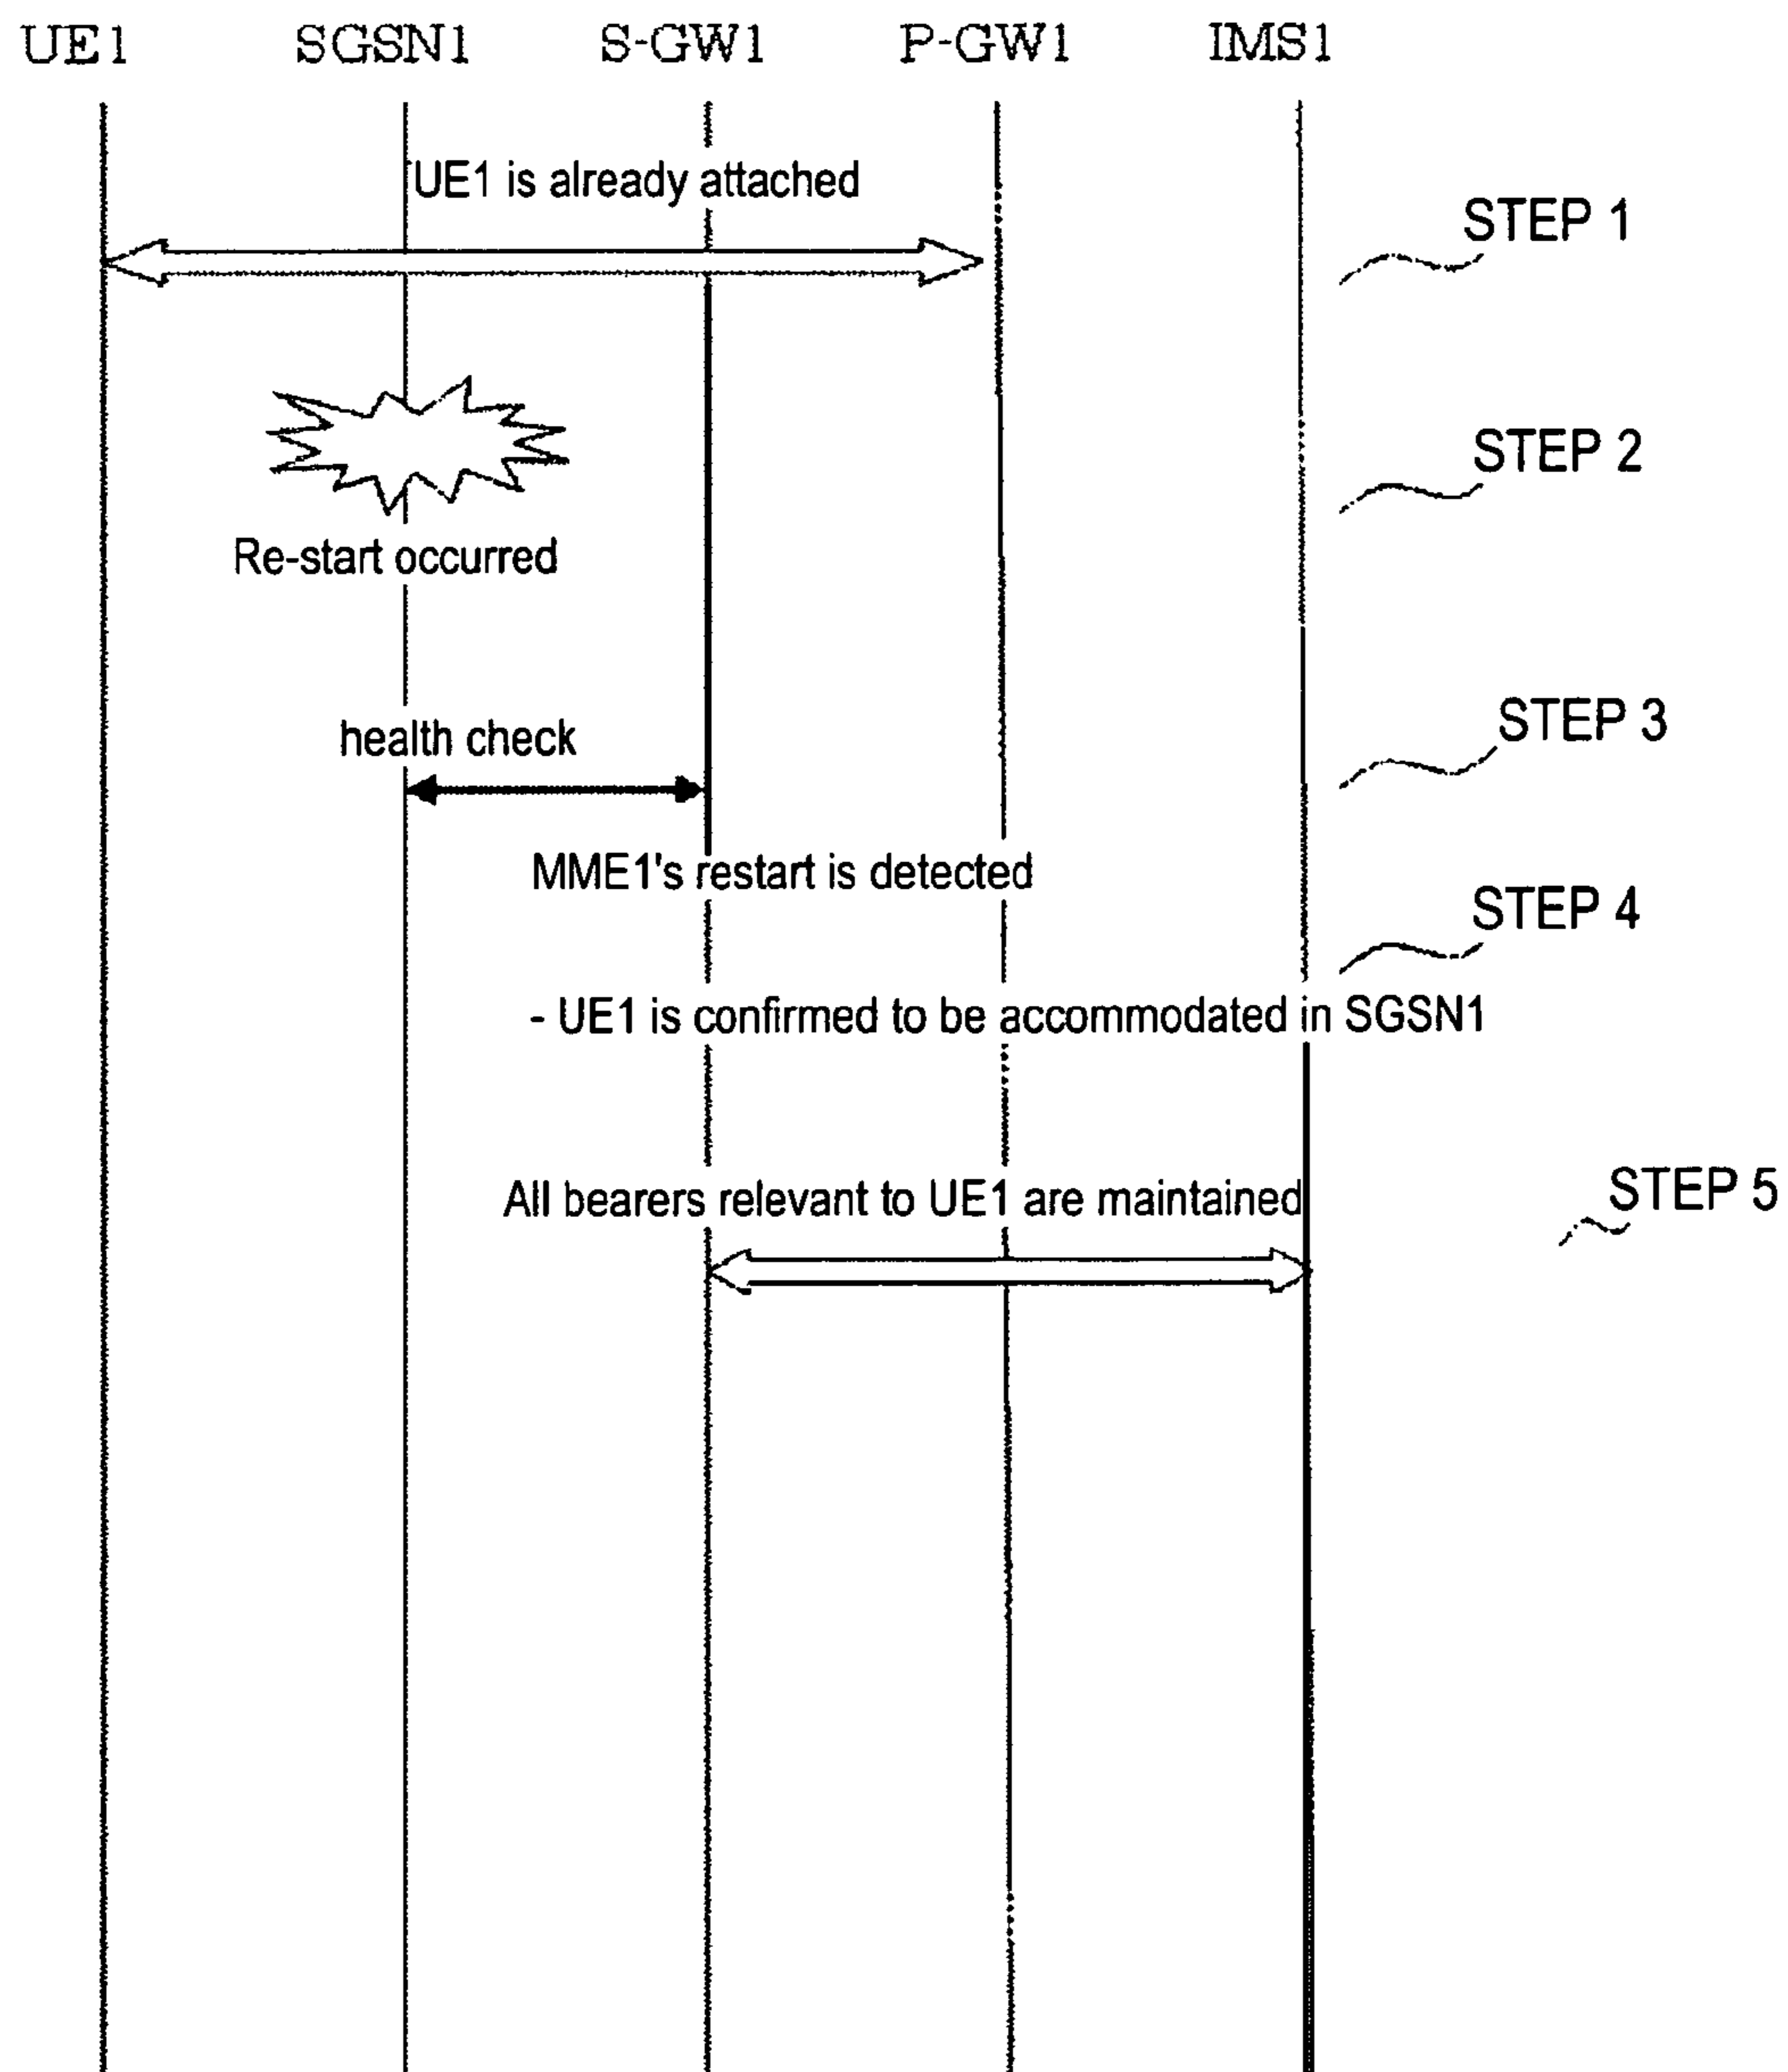 UE1 SGSN1 S-GW1 P-GW1 IMS1
UE1 is already attached
STEP 1
STEP 2
Re-start occurred
STEP 3
health check
MME1's restart is detected
STEP 4
- UE1 is confirmed to be accommodated in SGSN1
STEP 5
All bearers relevant to UE1 are maintained